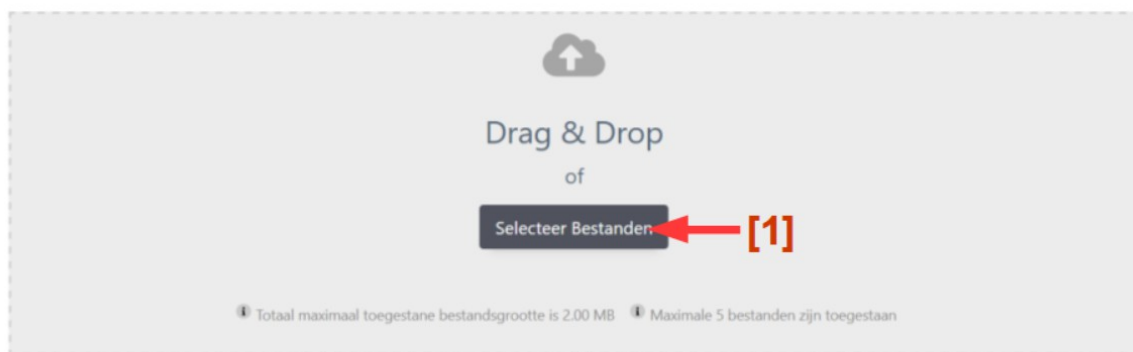 Drag & Drop
of
Selecteer Bestanden
[1]
Totaal maximaal toegestane bestandsgrootte is 2.00 MB Maximale 5 bestanden zijn toegestaan